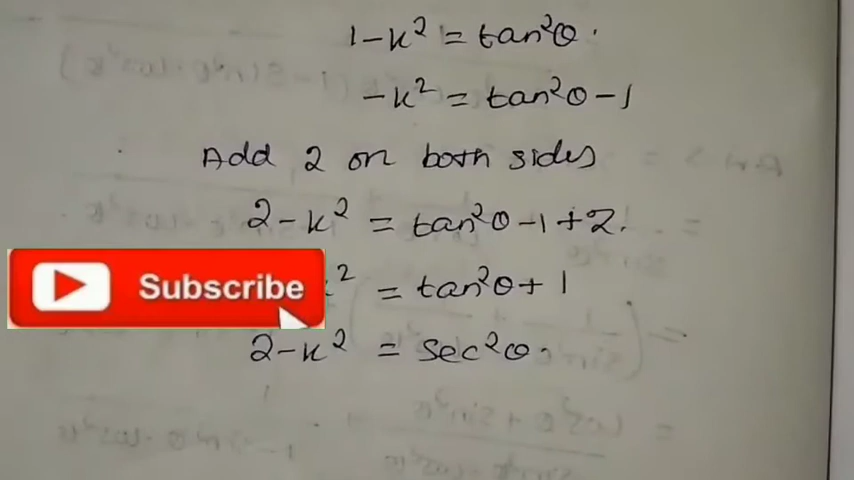 1-k² = tan²θ.
-k² = tan²θ-1
Add 2 on both sides
2-k² = tan²θ-1+2.
Subscribe
k² = tan²θ+1
2-k² = sec²θ.